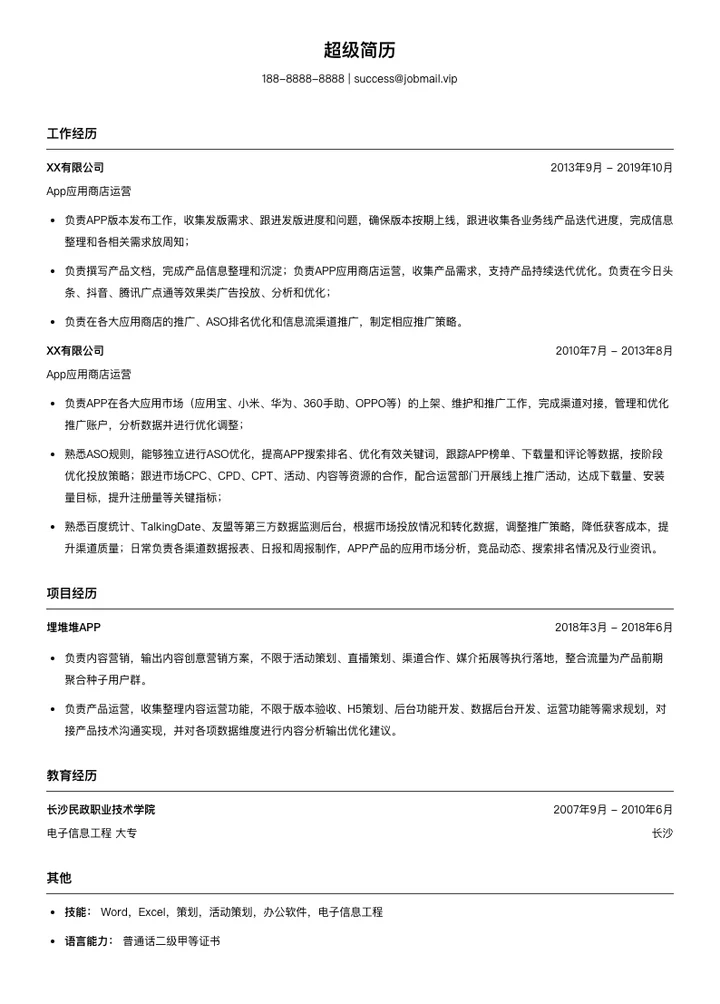 超级简历
188-8888-8888 | success@jobmail.vip
工作经历
XX有限公司 2013年9月 – 2019年10月
App应用商店运营
• 负责APP版本发布工作，收集发版需求、跟进发版进度和问题，确保版本按期上线，跟进收集各业务线产品迭代进度，完成信息
整理和各相关需求放周知；
• 负责撰写产品文档，完成产品信息整理和沉淀；负责APP应用商店运营，收集产品需求，支持产品持续迭代优化。负责在今日头
条、抖音、腾讯广点通等效果类广告投放、分析和优化；
• 负责在各大应用商店的推广、ASO排名优化和信息流渠道推广，制定相应推广策略。
XX有限公司 2010年7月 – 2013年8月
App应用商店运营
• 负责APP在各大应用市场（应用宝、小米、华为、360手助、OPPO等）的上架、维护和推广工作，完成渠道对接，管理和优化
推广账户，分析数据并进行优化调整；
• 熟悉ASO规则，能够独立进行ASO优化，提高APP搜索排名、优化有效关键词，跟踪APP榜单、下载量和评论等数据，按阶段
优化投放策略；跟进市场CPC、CPD、CPT、活动、内容等资源的合作，配合运营部门开展线上推广活动，达成下载量、安装
量目标，提升注册量等关键指标；
• 熟悉百度统计、TalkingDate、友盟等第三方数据监测后台，根据市场投放情况和转化数据，调整推广策略，降低获客成本，提
升渠道质量；日常负责各渠道数据报表、日报和周报制作，APP产品的应用市场分析，竞品动态、搜索排名情况及行业资讯。
项目经历
埋堆堆APP 2018年3月 – 2018年6月
• 负责内容营销，输出内容创意营销方案，不限于活动策划、直播策划、渠道合作、媒介拓展等执行落地，整合流量为产品前期
聚合种子用户群。
• 负责产品运营，收集整理内容运营功能，不限于版本验收、H5策划、后台功能开发、数据后台开发、运营功能等需求规划，对
接产品技术沟通实现，并对各项数据维度进行内容分析输出优化建议。
教育经历
长沙民政职业技术学院 2007年9月 – 2010年6月
电子信息工程 大专 长沙
其他
• 技能： Word，Excel，策划，活动策划，办公软件，电子信息工程
• 语言能力： 普通话二级甲等证书